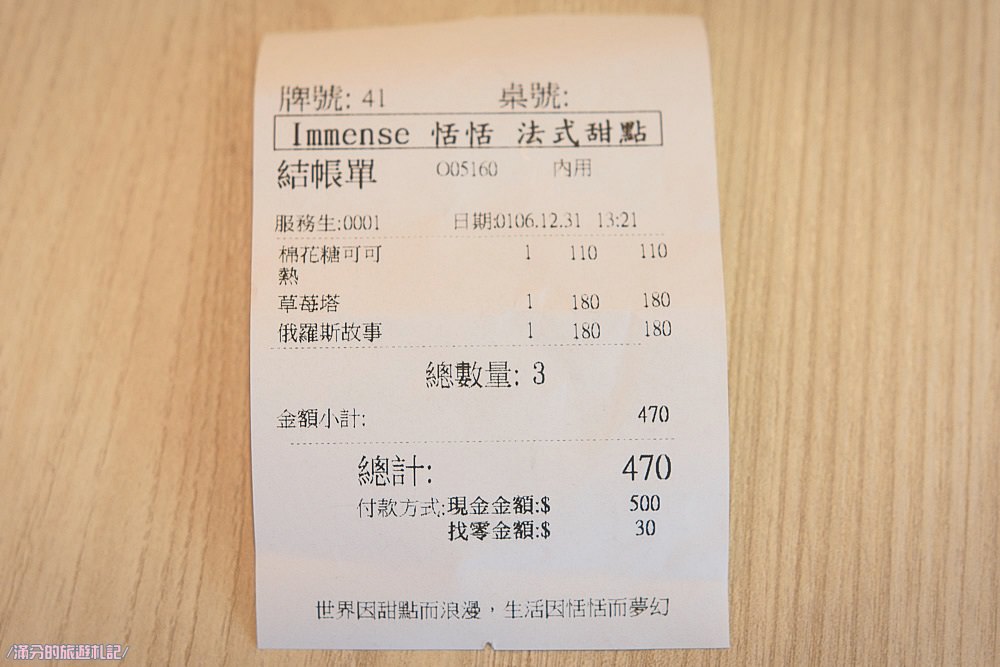 牌號: 41 桌號:
Immense 恬恬 法式甜點
結帳單 O05160 內用
服務生:0001 日期:0106.12.31 13:21
棉花糖可可 1 110 110
熱
草莓塔 1 180 180
俄羅斯故事 1 180 180
總數量: 3
金額小計: 470
總計: 470
付款方式:現金金額:$ 500
找零金額:$ 30
世界因甜點而浪漫，生活因恬恬而夢幻
/滿分的旅遊札記/